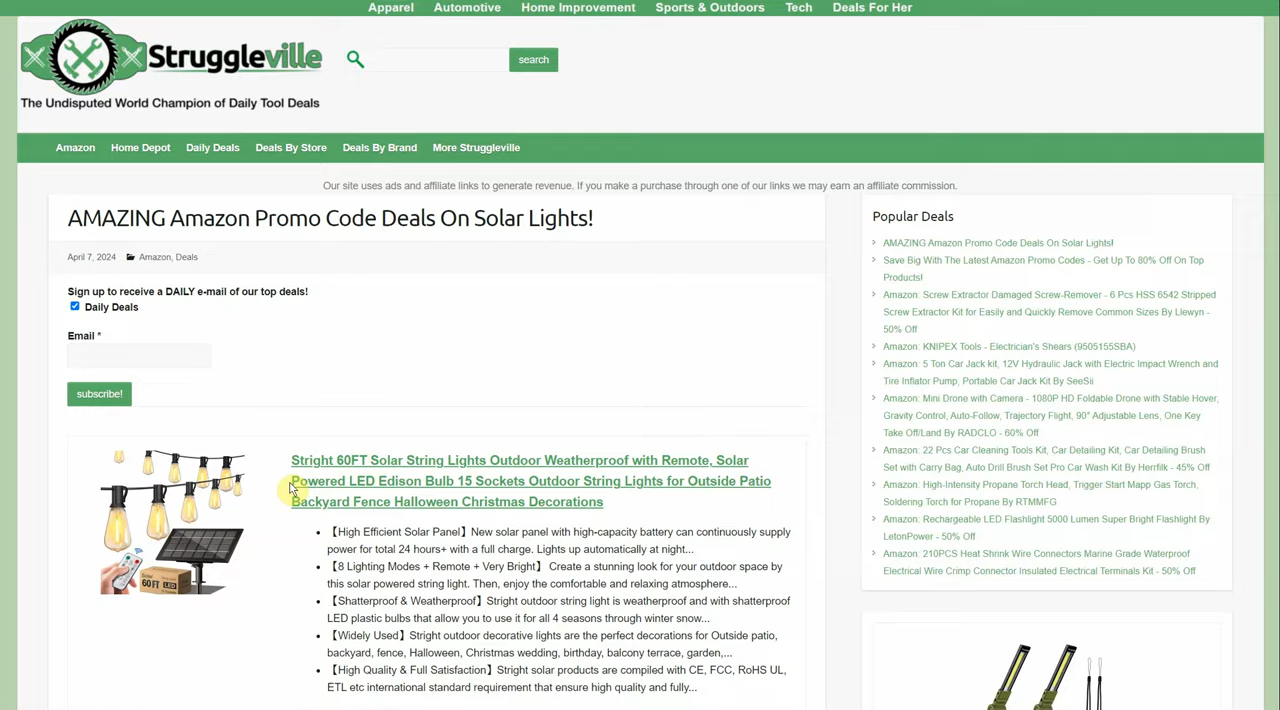 Apparel Automotive Home Improvement Sports & Outdoors Tech Deals For Her
Struggleville
The Undisputed World Champion of Daily Tool Deals
search
Amazon Home Depot Daily Deals Deals By Store Deals By Brand More Struggleville
Our site uses ads and affiliate links to generate revenue. If you make a purchase through one of our links we may earn an affiliate commission.
AMAZING Amazon Promo Code Deals On Solar Lights!
April 7, 2024 Amazon, Deals
Sign up to receive a DAILY e-mail of our top deals!
Daily Deals
Email *
subscribe!
Stright 60FT Solar String Lights Outdoor Weatherproof with Remote, Solar
Powered LED Edison Bulb 15 Sockets Outdoor String Lights for Outside Patio
Backyard Fence Halloween Christmas Decorations
60FT LED
• 【High Efficient Solar Panel】New solar panel with high-capacity battery can continuously supply
power for total 24 hours+ with a full charge. Lights up automatically at night...
• 【8 Lighting Modes + Remote + Very Bright】 Create a stunning look for your outdoor space by
this solar powered string light. Then, enjoy the comfortable and relaxing atmosphere...
• 【Shatterproof & Weatherproof】Stright outdoor string light is weatherproof and with shatterproof
LED plastic bulbs that allow you to use it for all 4 seasons through winter snow...
• 【Widely Used】Stright outdoor decorative lights are the perfect decorations for Outside patio,
backyard, fence, Halloween, Christmas wedding, birthday, balcony terrace, garden,...
• 【High Quality & Full Satisfaction】Stright solar products are compiled with CE, FCC, RoHS UL,
ETL etc international standard requirement that ensure high quality and fully...
Popular Deals
AMAZING Amazon Promo Code Deals On Solar Lights!
Save Big With The Latest Amazon Promo Codes - Get Up To 80% Off On Top
Products!
Amazon: Screw Extractor Damaged Screw-Remover - 6 Pcs HSS 6542 Stripped
Screw Extractor Kit for Easily and Quickly Remove Common Sizes By Llewyn -
50% Off
Amazon: KNIPEX Tools - Electrician's Shears (9505155SBA)
Amazon: 5 Ton Car Jack kit, 12V Hydraulic Jack with Electric Impact Wrench and
Tire Inflator Pump, Portable Car Jack Kit By SeeSii
Amazon: Mini Drone with Camera - 1080P HD Foldable Drone with Stable Hover,
Gravity Control, Auto-Follow, Trajectory Flight, 90° Adjustable Lens, One Key
Take Off/Land By RADCLO - 60% Off
Amazon: 22 Pcs Car Cleaning Tools Kit, Car Detailing Kit, Car Detailing Brush
Set with Carry Bag, Auto Drill Brush Set Pro Car Wash Kit By Herrfilk - 45% Off
Amazon: High-Intensity Propane Torch Head, Trigger Start Mapp Gas Torch,
Soldering Torch for Propane By RTMMFG
Amazon: Rechargeable LED Flashlight 5000 Lumen Super Bright Flashlight By
LetonPower - 50% Off
Amazon: 210PCS Heat Shrink Wire Connectors Marine Grade Waterproof
Electrical Wire Crimp Connector Insulated Electrical Terminals Kit - 50% Off